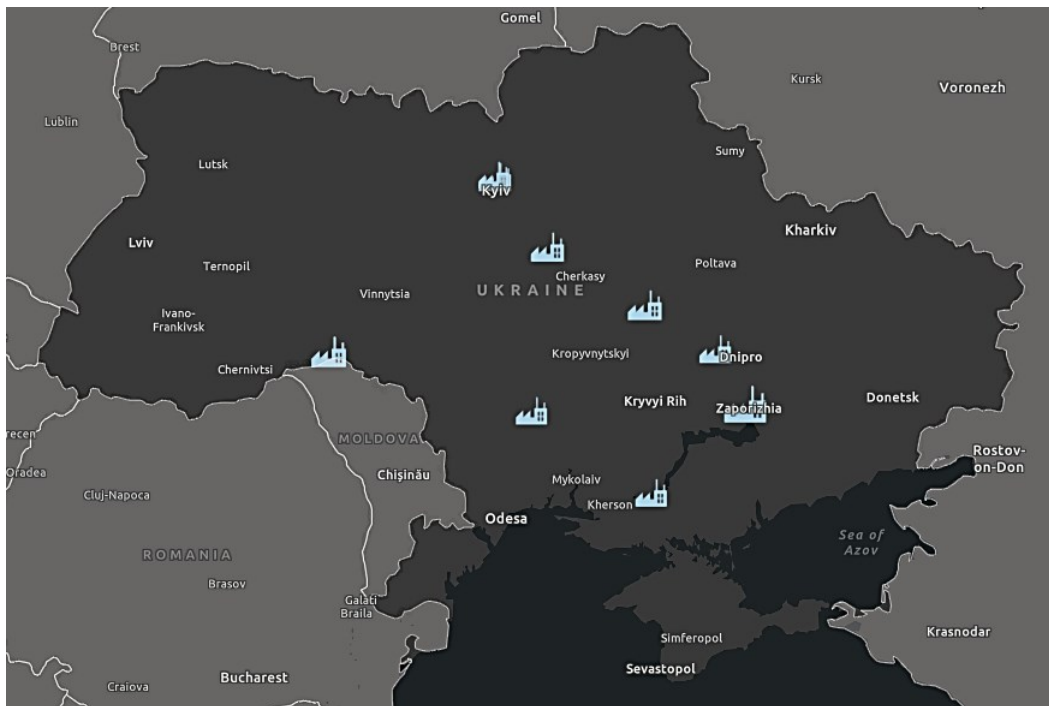 Gomel
Brest
Kursk
Voronezh
Lublin
Sumy
Lutsk
Kyiv
Kharkiv
Lviv
Ternopil
Poltava
Cherkasy
UKRAINE
Vinnytsia
Ivano-
Frankivsk
Kropyvnytskyi
Dnipro
Chernivtsi
Kryvyi Rih
Donetsk
Zaporizhia
recen
MOLDOVA
Rostov-
on-Don
Oradea
Chișinău
Mykolaiv
Cluj-Napoca
Kherson
Odesa
Sea of
Azov
ROMANIA
Brasov
Galati
Braila
Krasnodar
Simferopol
Sevastopol
Bucharest
Craiova